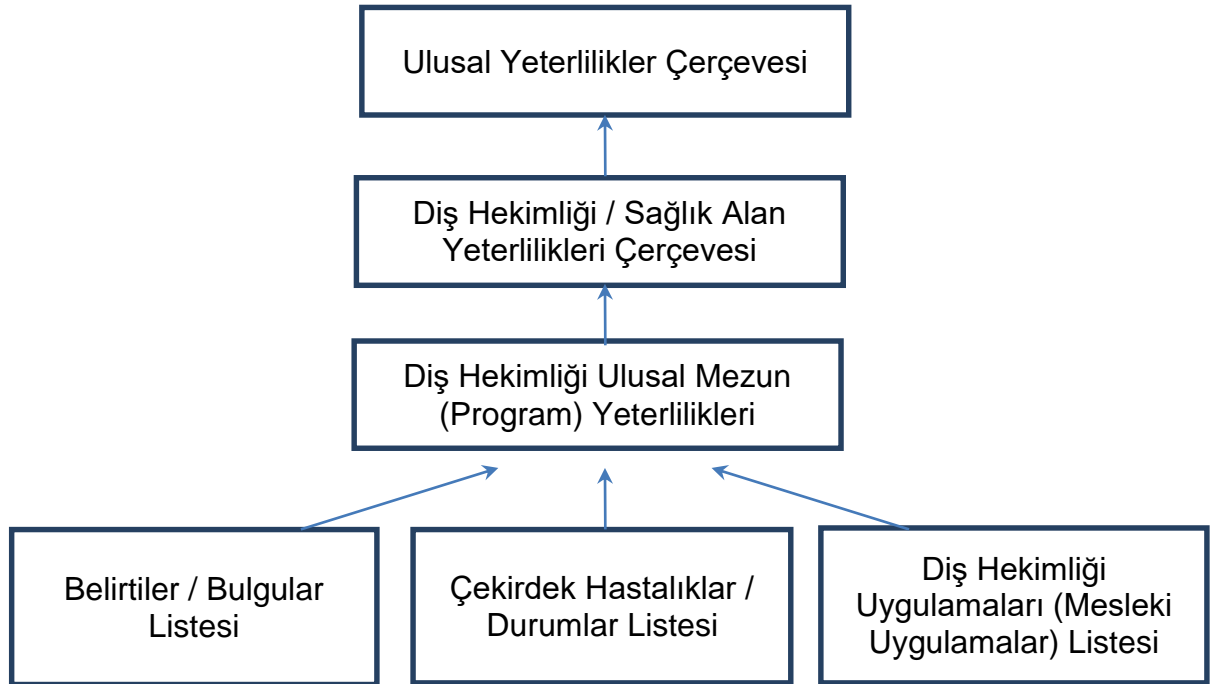 Ulusal Yeterlilikler Çerçevesi
Diş Hekimliği / Sağlık Alan
Yeterlilikleri Çerçevesi
Diş Hekimliği Ulusal Mezun
(Program) Yeterlilikleri
Belirtiler / Bulgular
Listesi
Çekirdek Hastalıklar /
Durumlar Listesi
Diş Hekimliği
Uygulamaları (Mesleki
Uygulamalar) Listesi